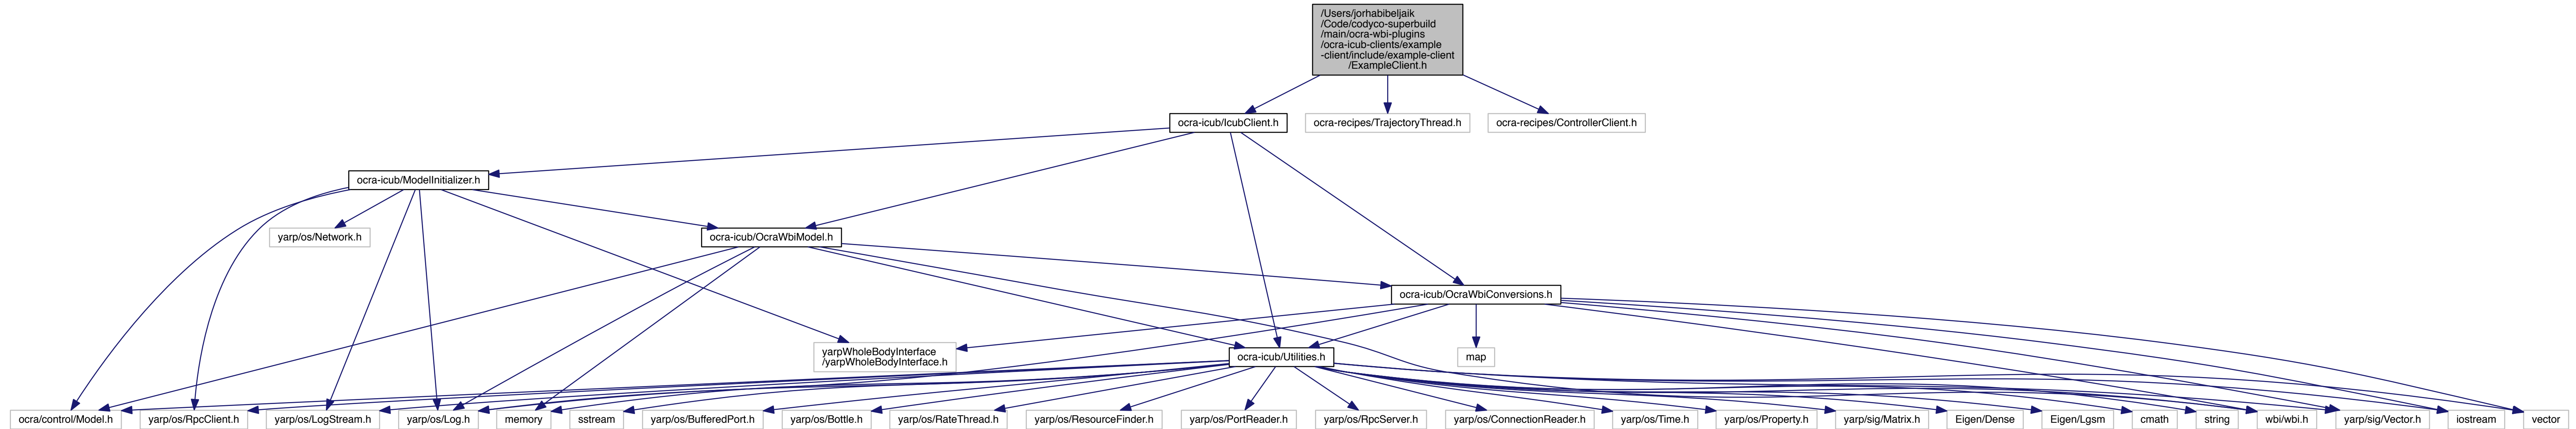 /Users/jorhabibeljaik
/Code/codyco-superbuild
/main/ocra-wbi-plugins
/ocra-icub-clients/example
-client/include/example-client
/ExampleClient.h
ocra-icub/IcubClient.h
ocra-recipes/TrajectoryThread.h
ocra-recipes/ControllerClient.h
ocra-icub/ModelInitializer.h
yarp/os/Network.h
ocra-icub/OcraWbiModel.h
ocra-icub/OcraWbiConversions.h
yarpWholeBodyInterface
/yarpWholeBodyInterface.h
ocra-icub/Utilities.h
map
ocra/control/Model.h
yarp/os/RpcClient.h
yarp/os/LogStream.h
yarp/os/Log.h
memory
sstream
yarp/os/BufferedPort.h
yarp/os/Bottle.h
yarp/os/RateThread.h
yarp/os/ResourceFinder.h
yarp/os/PortReader.h
yarp/os/RpcServer.h
yarp/os/ConnectionReader.h
yarp/os/Time.h
yarp/os/Property.h
yarp/sig/Matrix.h
Eigen/Dense
Eigen/Lgsm
cmath
string
wbi/wbi.h
yarp/sig/Vector.h
iostream
vector